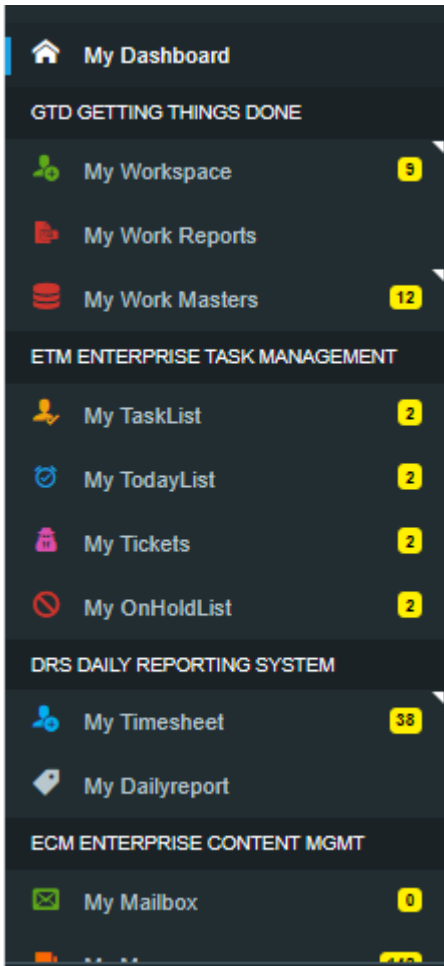 My Dashboard
GTD GETTING THINGS DONE
My Workspace 9
My Work Reports
My Work Masters 12
ETM ENTERPRISE TASK MANAGEMENT
My TaskList 2
My TodayList 2
My Tickets 2
My OnHoldList 2
DRS DAILY REPORTING SYSTEM
My Timesheet 38
My Dailyreport
ECM ENTERPRISE CONTENT MGMT
My Mailbox 0